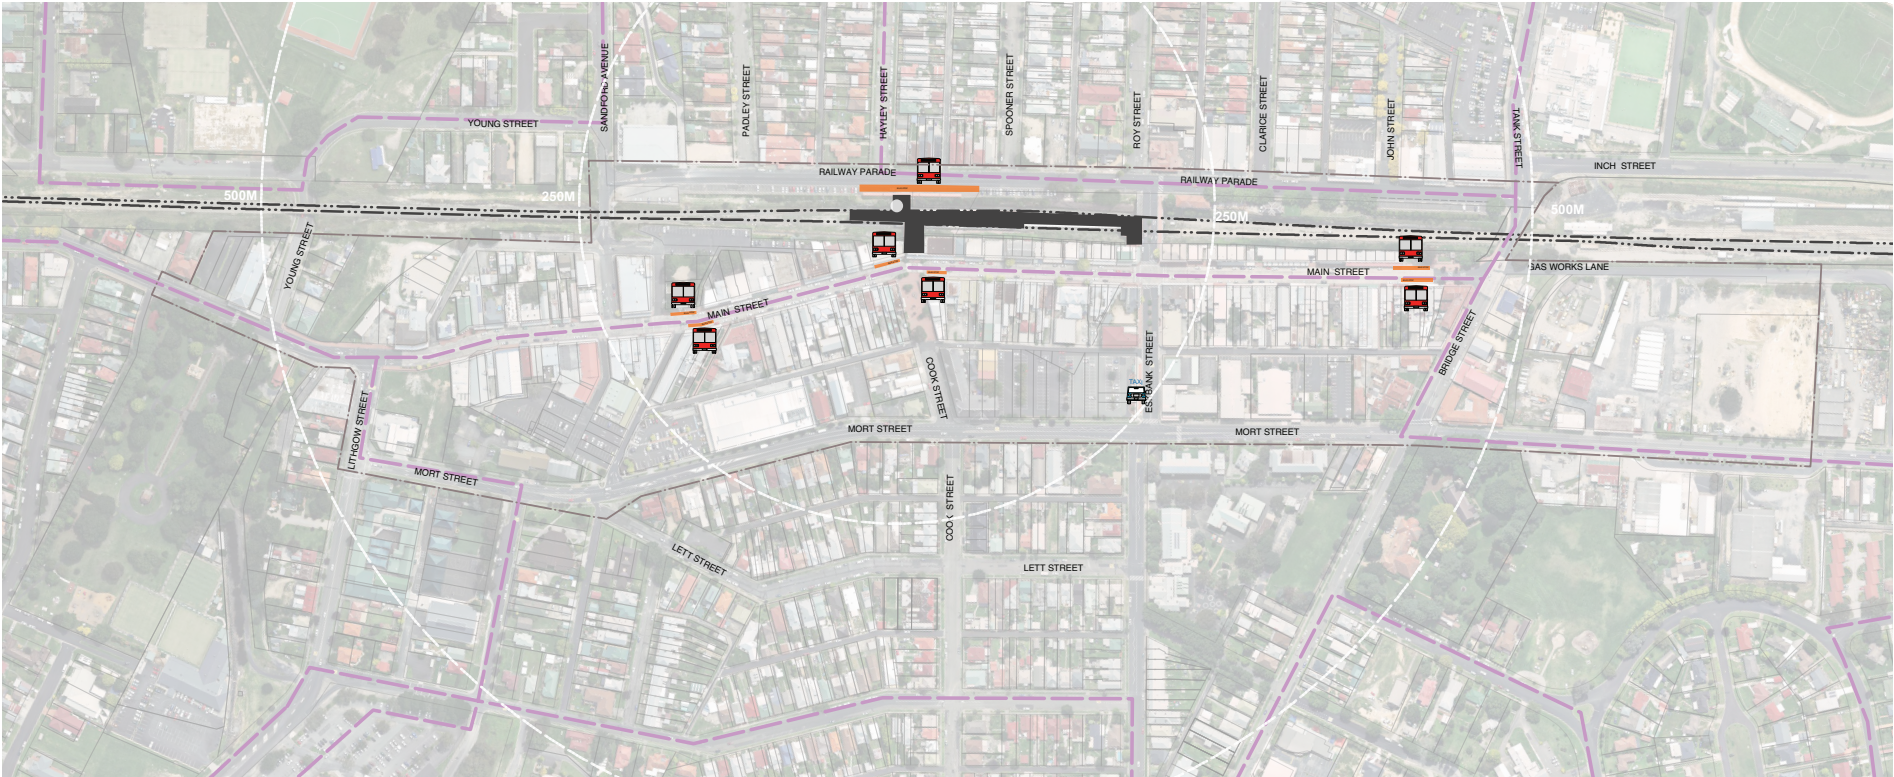 SANDFORD AVENUE
PADLEY STREET
HAYLEY STREET
SPOONER STREET
ROY STREET
CLARICE STREET
JOHN STREET
TANK STREET
YOUNG STREET
INCH STREET
RAILWAY PARADE
RAILWAY PARADE
500M
250M
250M
500M
YOUNG STREET
MAIN STREET
GAS WORKS LANE
MAIN STREET
BRIDGE STREET
COOK STREET
ESKBANK STREET
TAXI
LITHGOW STREET
MORT STREET
MORT STREET
MORT STREET
COOK STREET
LETT STREET
LETT STREET